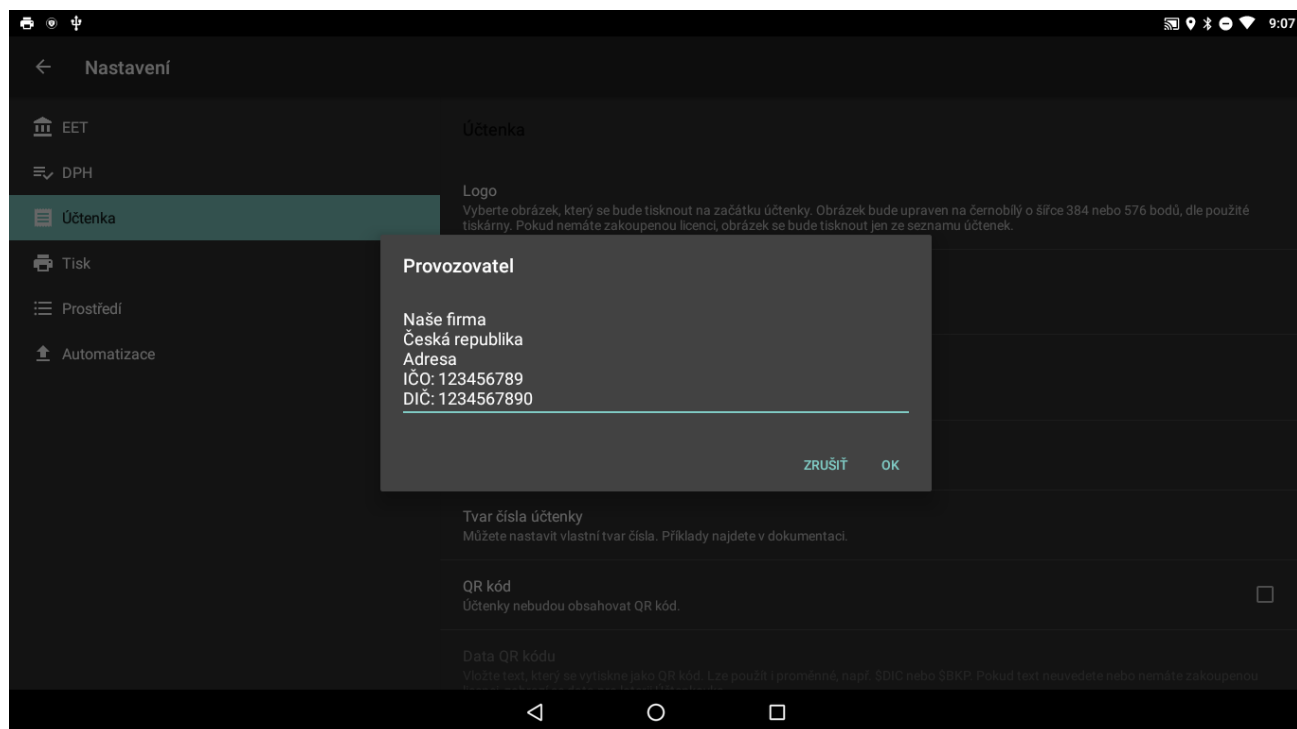 9:07
Nastavení
EET
DPH
Účtenka
Tisk
Prostředí
Automatizace
Účtenka
Logo
Vyberte obrázek, který se bude tisknout na začátku účtenky. Obrázek bude upraven na černobílý o šířce 384 nebo 576 bodů, dle použité
tiskárny. Pokud nemáte zakoupenou licenci, obrázek se bude tisknout jen ze seznamu účtenek.
Provozovatel
Naše firma
Česká republika
Adresa
IČO: 123456789
DIČ: 1234567890
ZRUŠIŤ OK
Tvar čísla účtenky
Můžete nastavit vlastní tvar čísla. Příklady najdete v dokumentaci.
QR kód
Účtenky nebudou obsahovat QR kód.
Data QR kódu
Vložte text, který se vytiskne jako QR kód. Lze použít i proměnné, např. $DIC nebo $BKP. Pokud text neuvedete nebo nemáte zakoupenou